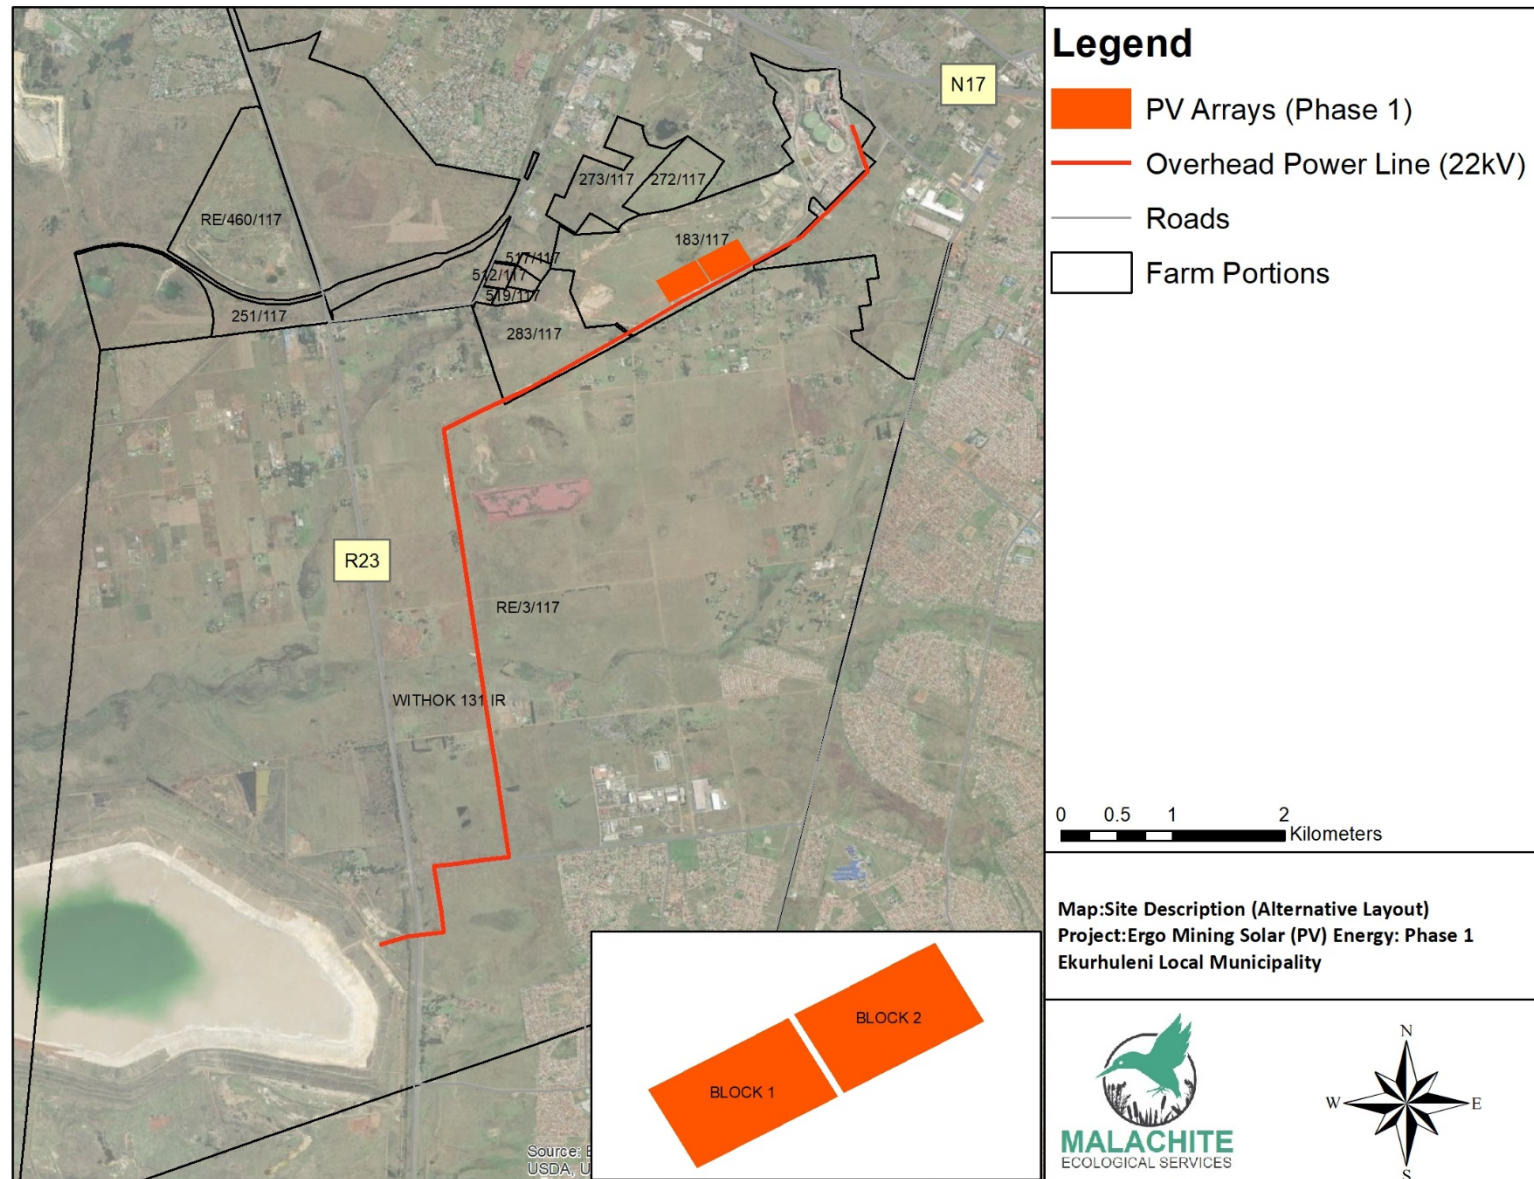 N17
273/117
272/117
RE/460/117
183/117
517/117
512/117
519/117
251/117
283/117
R23
RE/3/117
WITHOK 131 IR
BLOCK 2
BLOCK 1
Source: E
USDA, U
Legend
PV Arrays (Phase 1)
Overhead Power Line (22kV)
Roads
Farm Portions
0 0.5 1 2
Kilometers
Map:Site Description (Alternative Layout)
Project:Ergo Mining Solar (PV) Energy: Phase 1
Ekurhuleni Local Municipality
MALACHITE
ECOLOGICAL SERVICES
N
W E
S